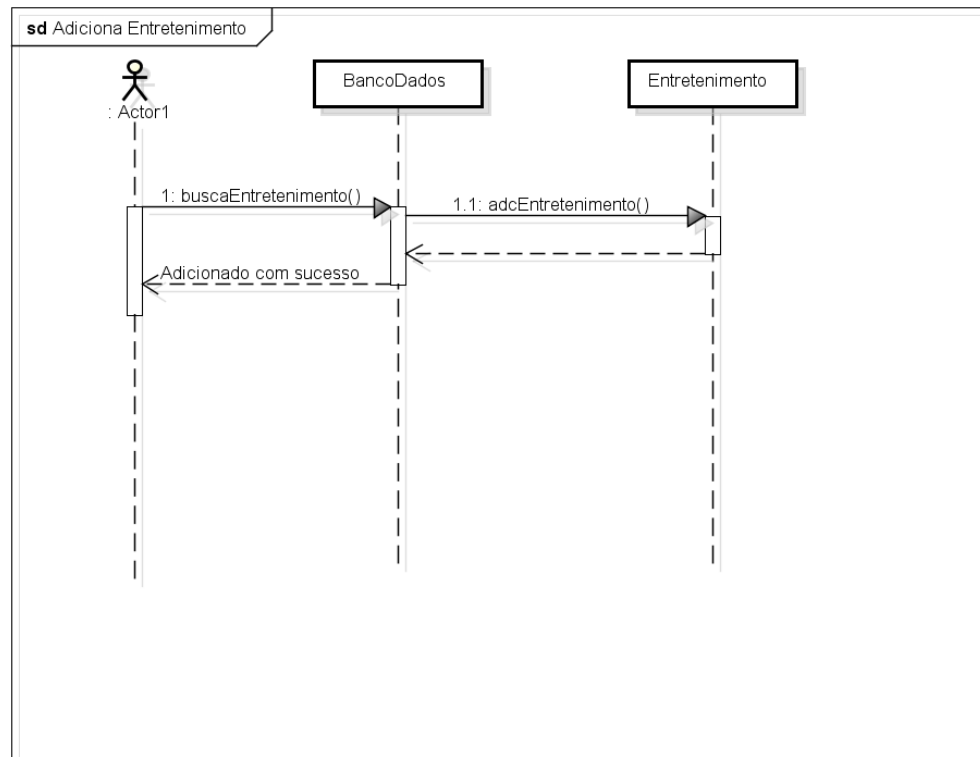 sd Adiciona Entretenimento
: Actor1
BancoDados
Entretenimento
1: buscaEntretenimento()
1.1: adcEntretenimento()
Adicionado com sucesso